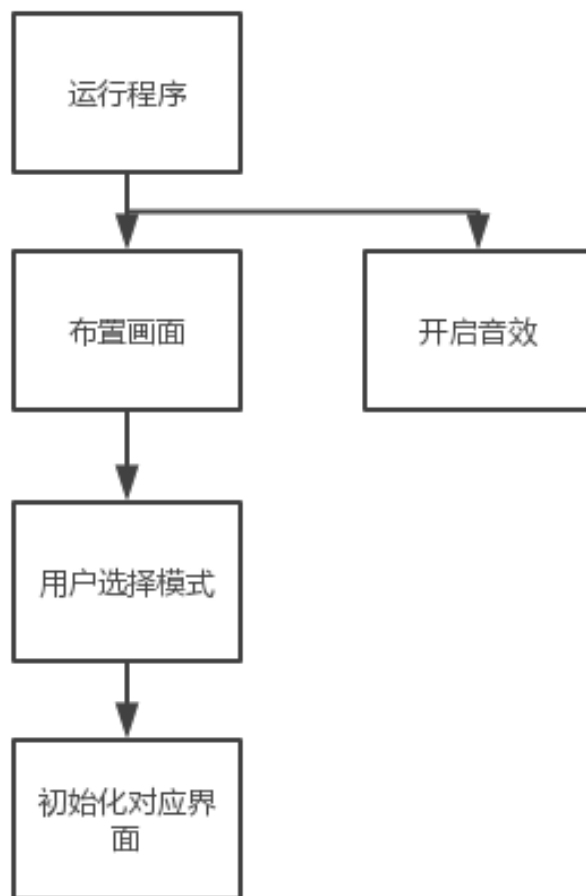 运行程序
布置画面
开启音效
用户选择模式
初始化对应界
面